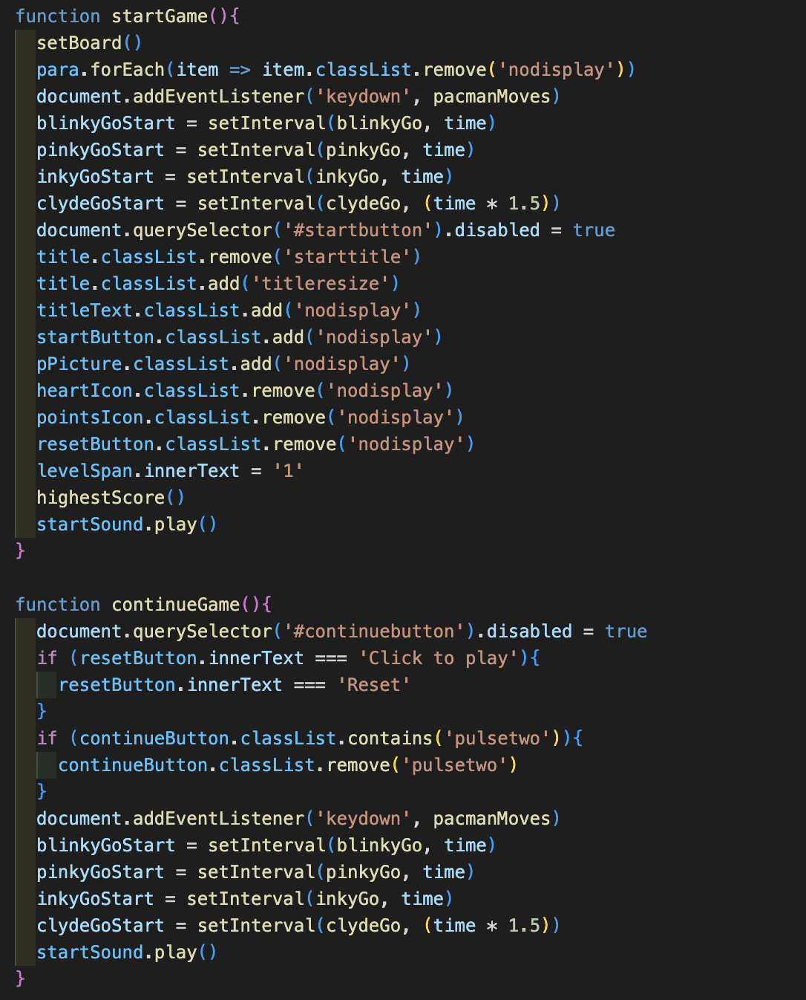 function startGame(){
  setBoard()
  para.forEach(item => item.classList.remove('nodisplay'))
  document.addEventListener('keydown', pacmanMoves)
  blinkyGoStart = setInterval(blinkyGo, time)
  pinkyGoStart = setInterval(pinkyGo, time)
  inkyGoStart = setInterval(inkyGo, time)
  clydeGoStart = setInterval(clydeGo, (time * 1.5))
  document.querySelector('#startbutton').disabled = true
  title.classList.remove('starttitle')
  title.classList.add('titleresize')
  titleText.classList.add('nodisplay')
  startButton.classList.add('nodisplay')
  pPicture.classList.add('nodisplay')
  heartIcon.classList.remove('nodisplay')
  pointsIcon.classList.remove('nodisplay')
  resetButton.classList.remove('nodisplay')
  levelSpan.innerText = '1'
  highestScore()
  startSound.play()
}

function continueGame(){
  document.querySelector('#continuebutton').disabled = true
  if (resetButton.innerText === 'Click to play'){
    resetButton.innerText === 'Reset'
  }
  if (continueButton.classList.contains('pulsetwo')){
    continueButton.classList.remove('pulsetwo')
  }
  document.addEventListener('keydown', pacmanMoves)
  blinkyGoStart = setInterval(blinkyGo, time)
  pinkyGoStart = setInterval(pinkyGo, time)
  inkyGoStart = setInterval(inkyGo, time)
  clydeGoStart = setInterval(clydeGo, (time * 1.5))
  startSound.play()
}